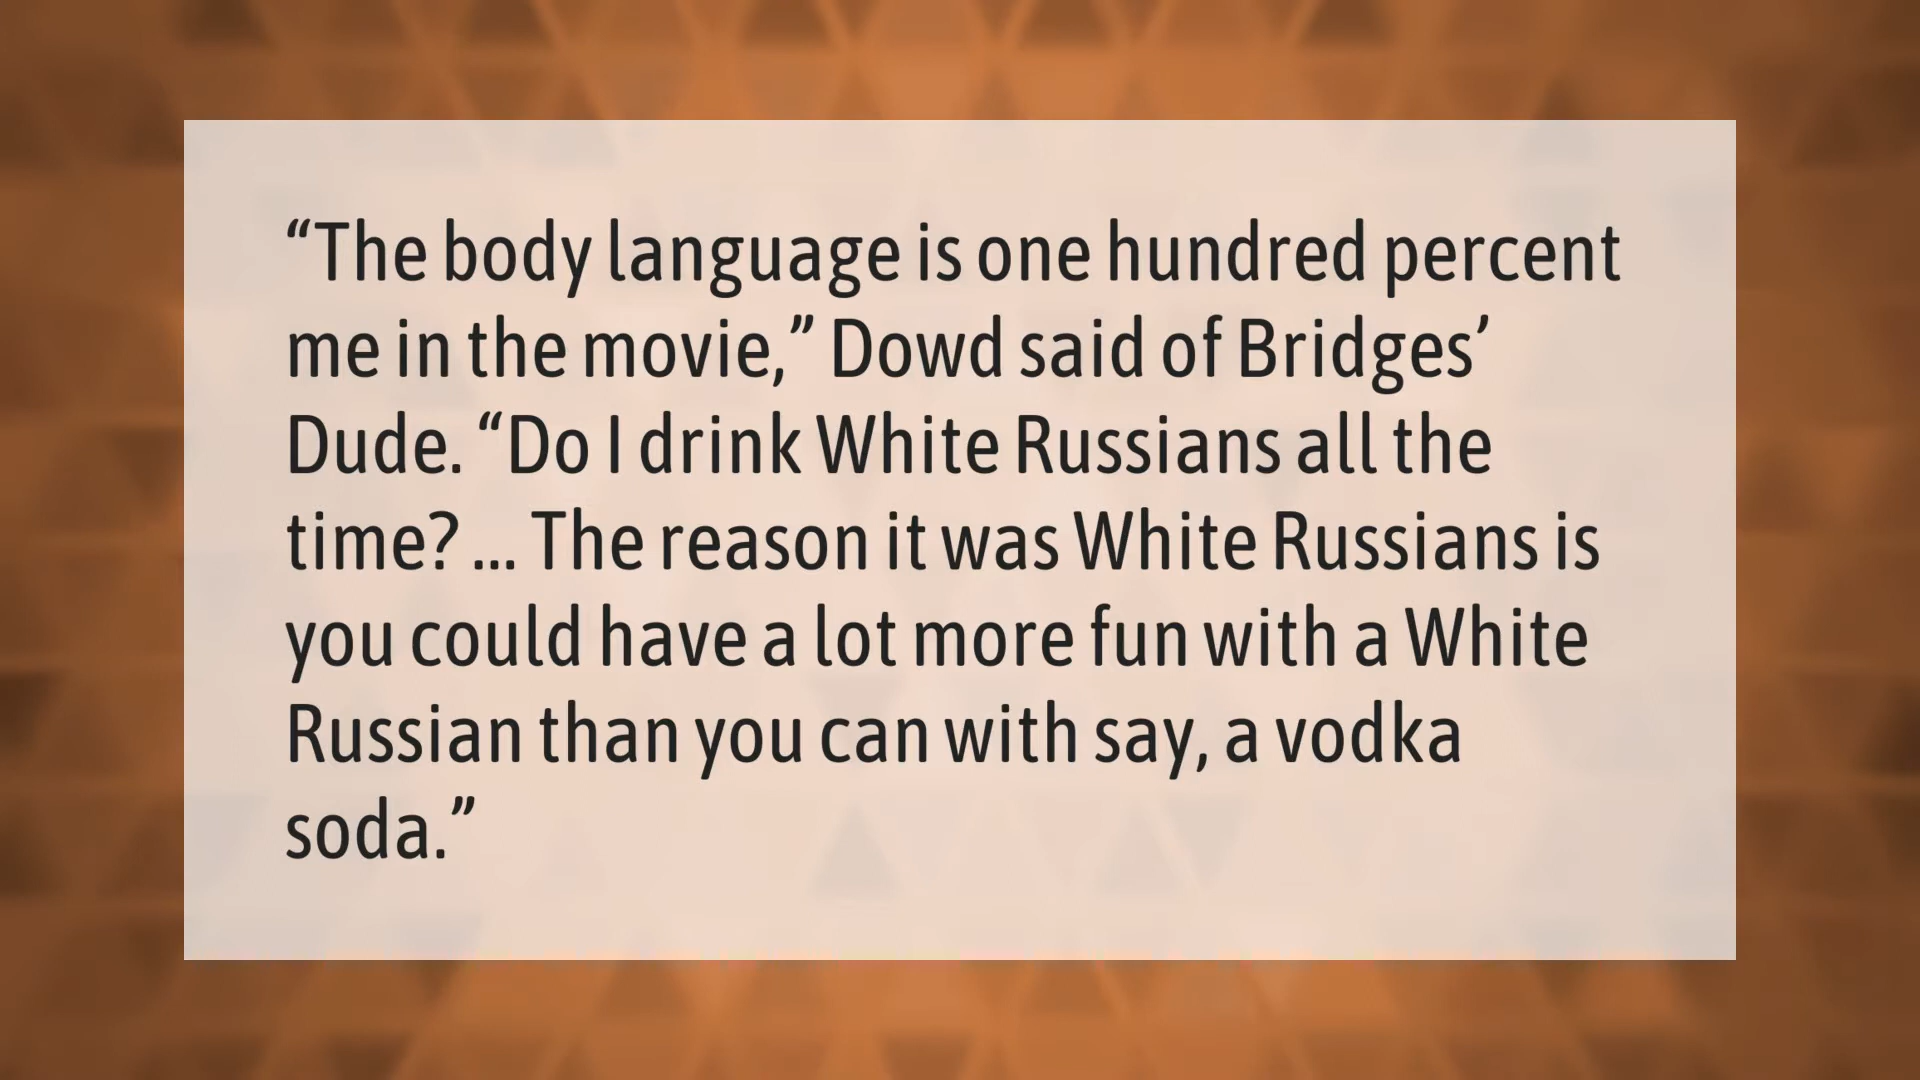 “The body language is one hundred percent
me in the movie,” Dowd said of Bridges’
Dude. “Do I drink White Russians all the
time? ... The reason it was White Russians is
you could have a lot more fun with a White
Russian than you can with say, a vodka
soda.”